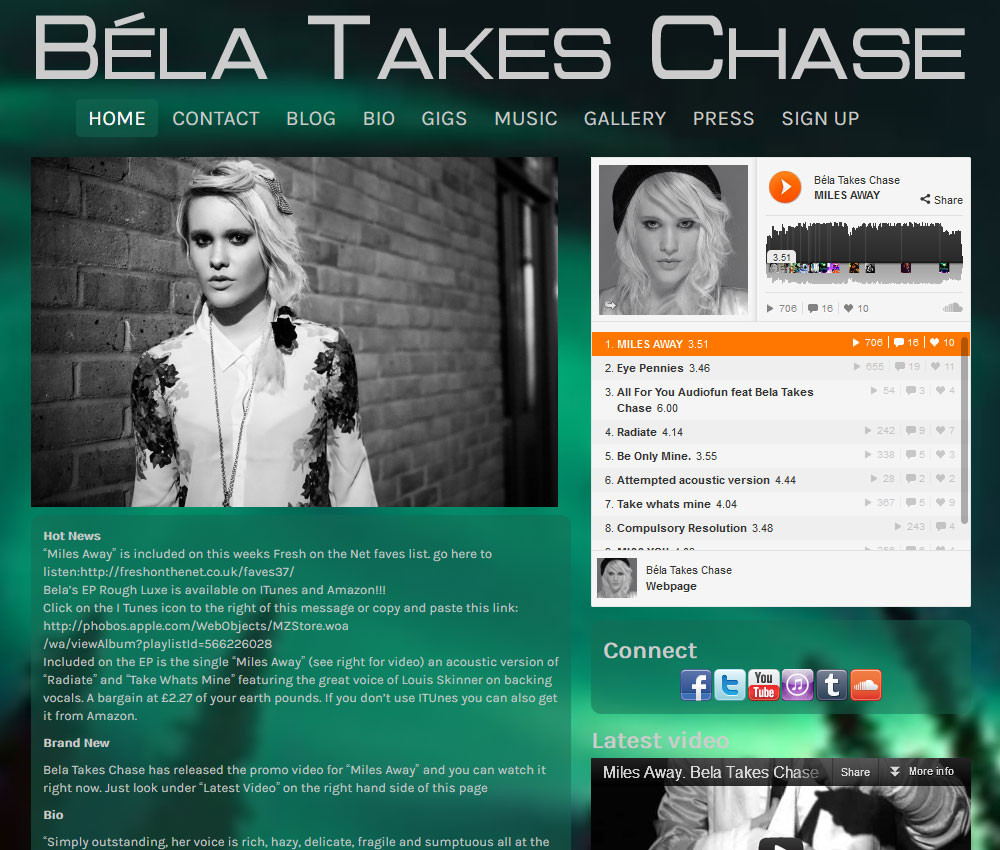 Béla Takes Chase
HOME CONTACT BLOG BIO GIGS MUSIC GALLERY PRESS SIGN UP
Béla Takes Chase
MILES AWAY
Share
3.51
706 16 10
1. MILES AWAY 3.51 706 16 10
2. Eye Pennies 3.46 655 19 11
3. All For You Audiofun feat Bela Takes 54 3 4
Chase 6.00
4. Radiate 4.14 242 9 7
5. Be Only Mine. 3.55 338 5 3
6. Attempted acoustic version 4.44 28 2 2
7. Take whats mine 4.04 367 5 9
8. Compulsory Resolution 3.48 243 4
Béla Takes Chase
Webpage
Hot News
“Miles Away” is included on this weeks Fresh on the Net faves list. go here to
listen:http://freshonthenet.co.uk/faves37/
Bela’s EP Rough Luxe is available on ITunes and Amazon!!!
Click on the I Tunes icon to the right of this message or copy and paste this link:
http://phobos.apple.com/WebObjects/MZStore.woa
/wa/viewAlbum?playlistId=566226028
Included on the EP is the single “Miles Away” (see right for video) an acoustic version of
“Radiate” and “Take Whats Mine” featuring the great voice of Louis Skinner on backing
vocals. A bargain at £2.27 of your earth pounds. If you don’t use ITUnes you can also get
it from Amazon.
Brand New
Bela Takes Chase has released the promo video for “Miles Away” and you can watch it
right now. Just look under “Latest Video” on the right hand side of this page
Bio
“Simply outstanding, her voice is rich, hazy, delicate, fragile and sumptuous all at the
Connect
f t You Tube t
Latest video
Miles Away. Bela Takes Chase Share More info